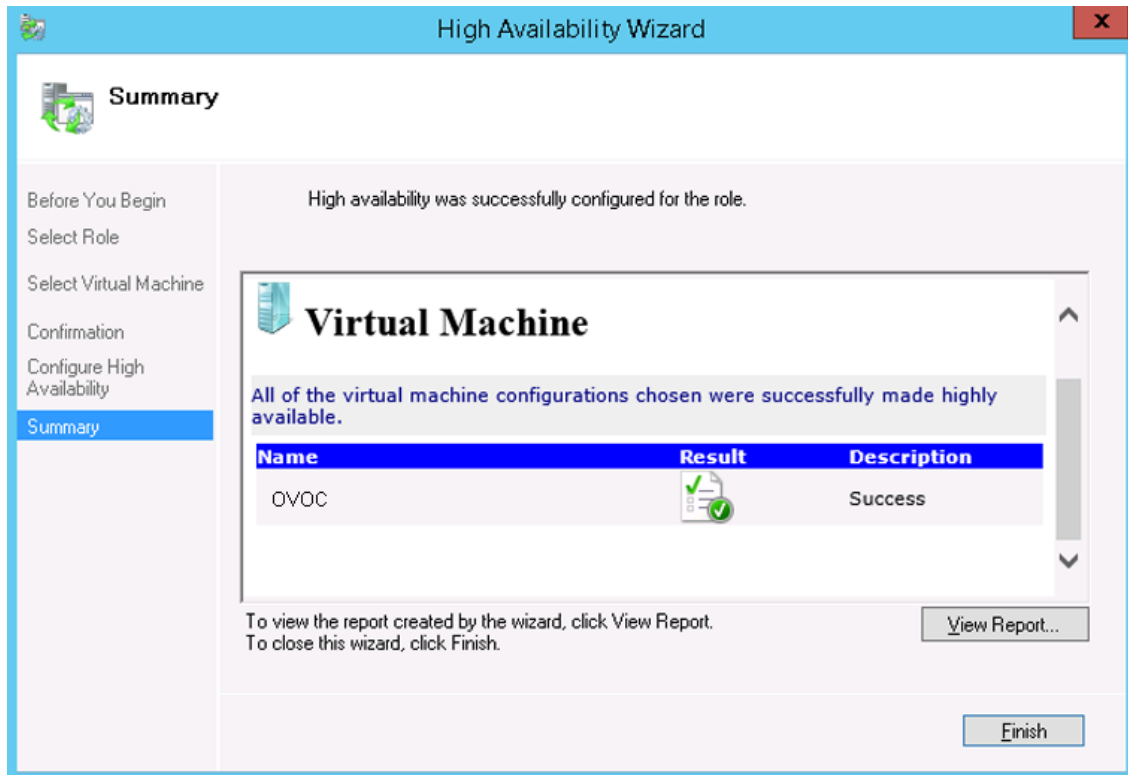 High Availability Wizard
x
Summary
Before You Begin
Select Role
Select Virtual Machine
Confirmation
Configure High
Availability
Summary
High availability was successfully configured for the role.
Virtual Machine
All of the virtual machine configurations chosen were successfully made highly
available.
Name Result Description
OVOC Success
To view the report created by the wizard, click View Report.
To close this wizard, click Finish.
View Report...
Finish